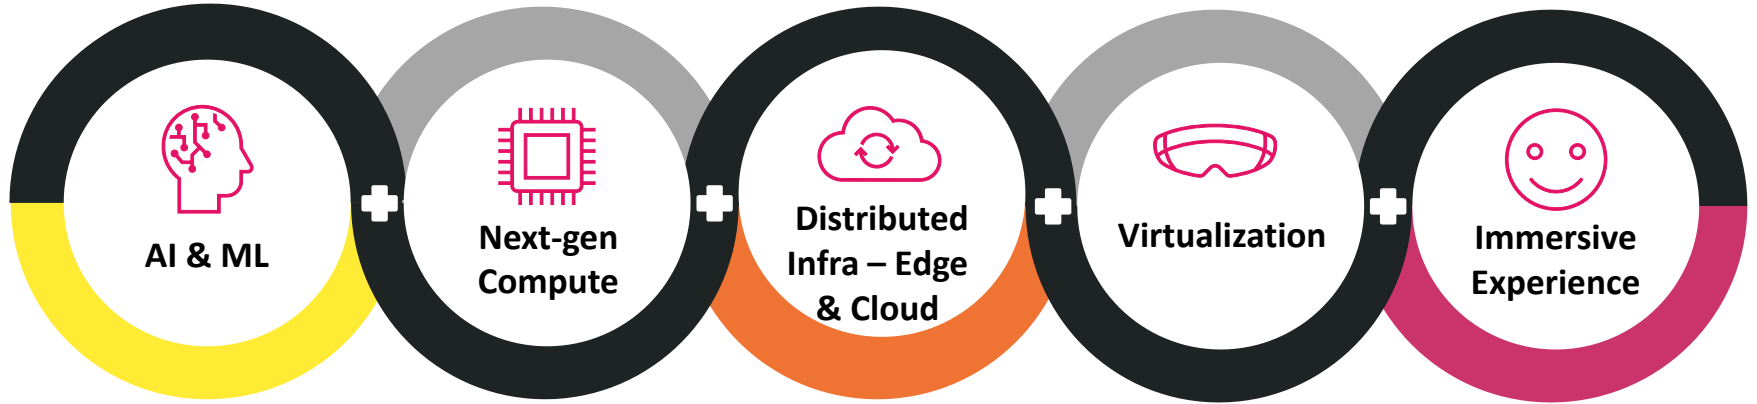 AI & ML
Next-gen
Compute
Distributed
Infra – Edge
& Cloud
Virtualization
Immersive
Experience